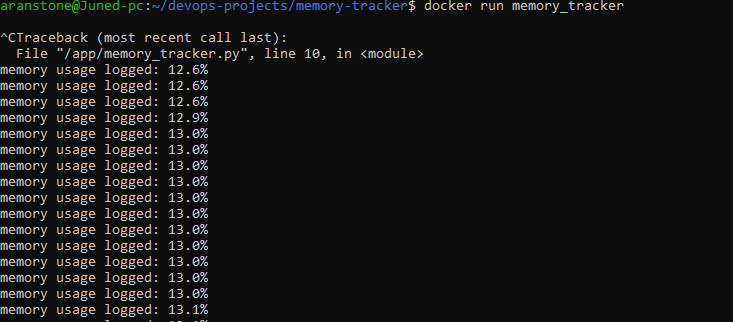 aranstone@Juned-pc:~/devops-projects/memory-tracker$ docker run memory_tracker
^CTraceback (most recent call last):
  File "/app/memory_tracker.py", line 10, in <module>
memory usage logged: 12.6%
memory usage logged: 12.6%
memory usage logged: 12.6%
memory usage logged: 12.9%
memory usage logged: 13.0%
memory usage logged: 13.0%
memory usage logged: 13.0%
memory usage logged: 13.0%
memory usage logged: 13.0%
memory usage logged: 13.0%
memory usage logged: 13.0%
memory usage logged: 13.0%
memory usage logged: 13.0%
memory usage logged: 13.0%
memory usage logged: 13.0%
memory usage logged: 13.1%